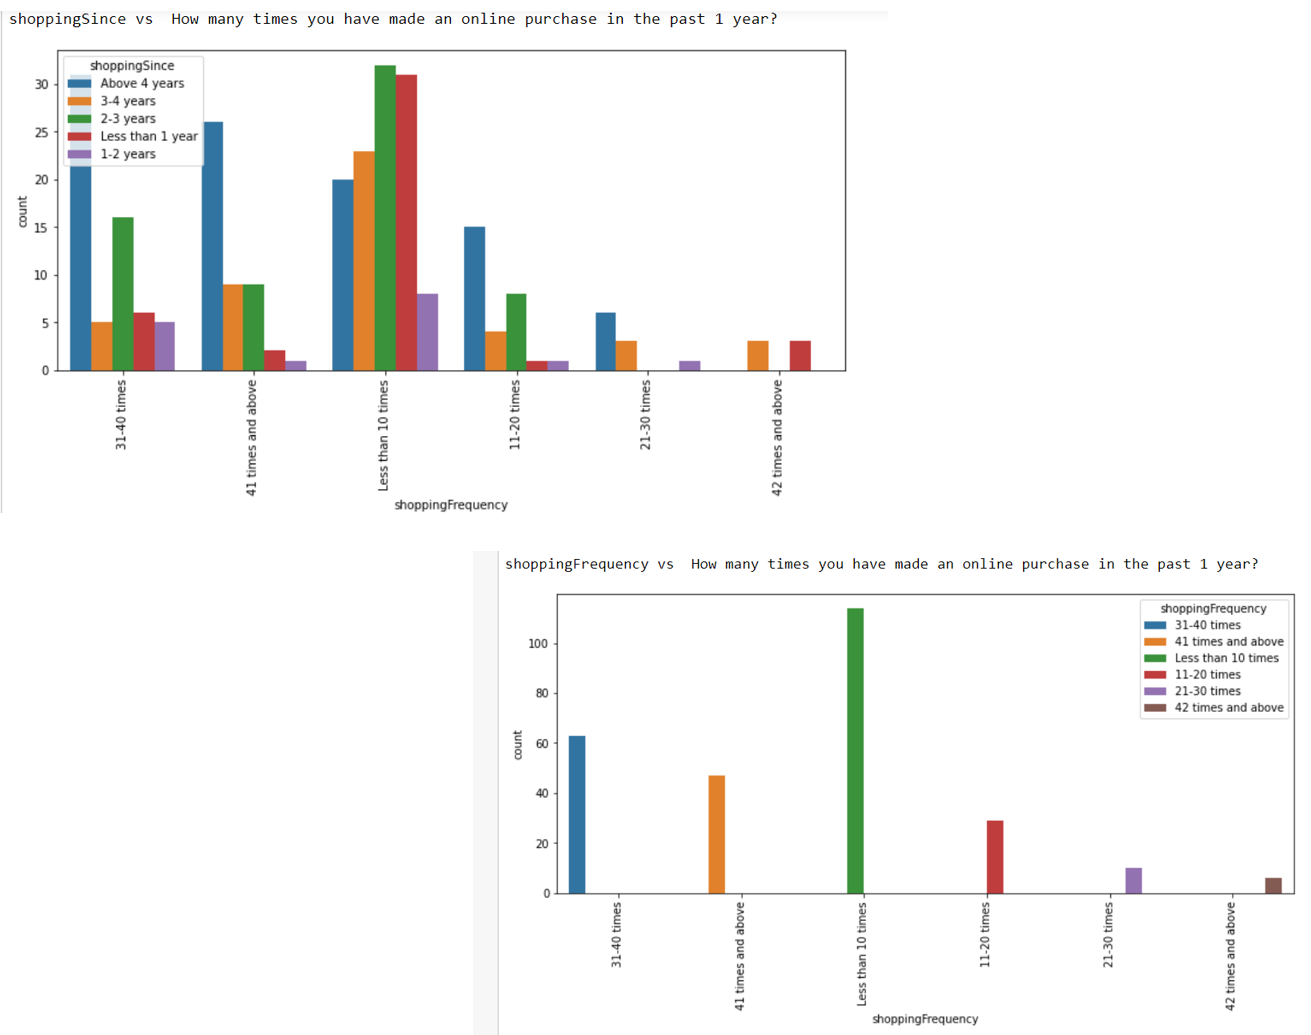 shoppingSince vs  How many times you have made an online purchase in the past 1 year?
shoppingSince
Above 4 years
3-4 years
2-3 years
Less than 1 year
1-2 years
30
25
20
15
10
5
0
count
31-40 times
41 times and above
Less than 10 times
11-20 times
21-30 times
42 times and above
shoppingFrequency
shoppingFrequency vs  How many times you have made an online purchase in the past 1 year?
shoppingFrequency
31-40 times
41 times and above
Less than 10 times
11-20 times
21-30 times
42 times and above
100
80
60
40
20
0
count
31-40 times
41 times and above
Less than 10 times
11-20 times
21-30 times
42 times and above
shoppingFrequency